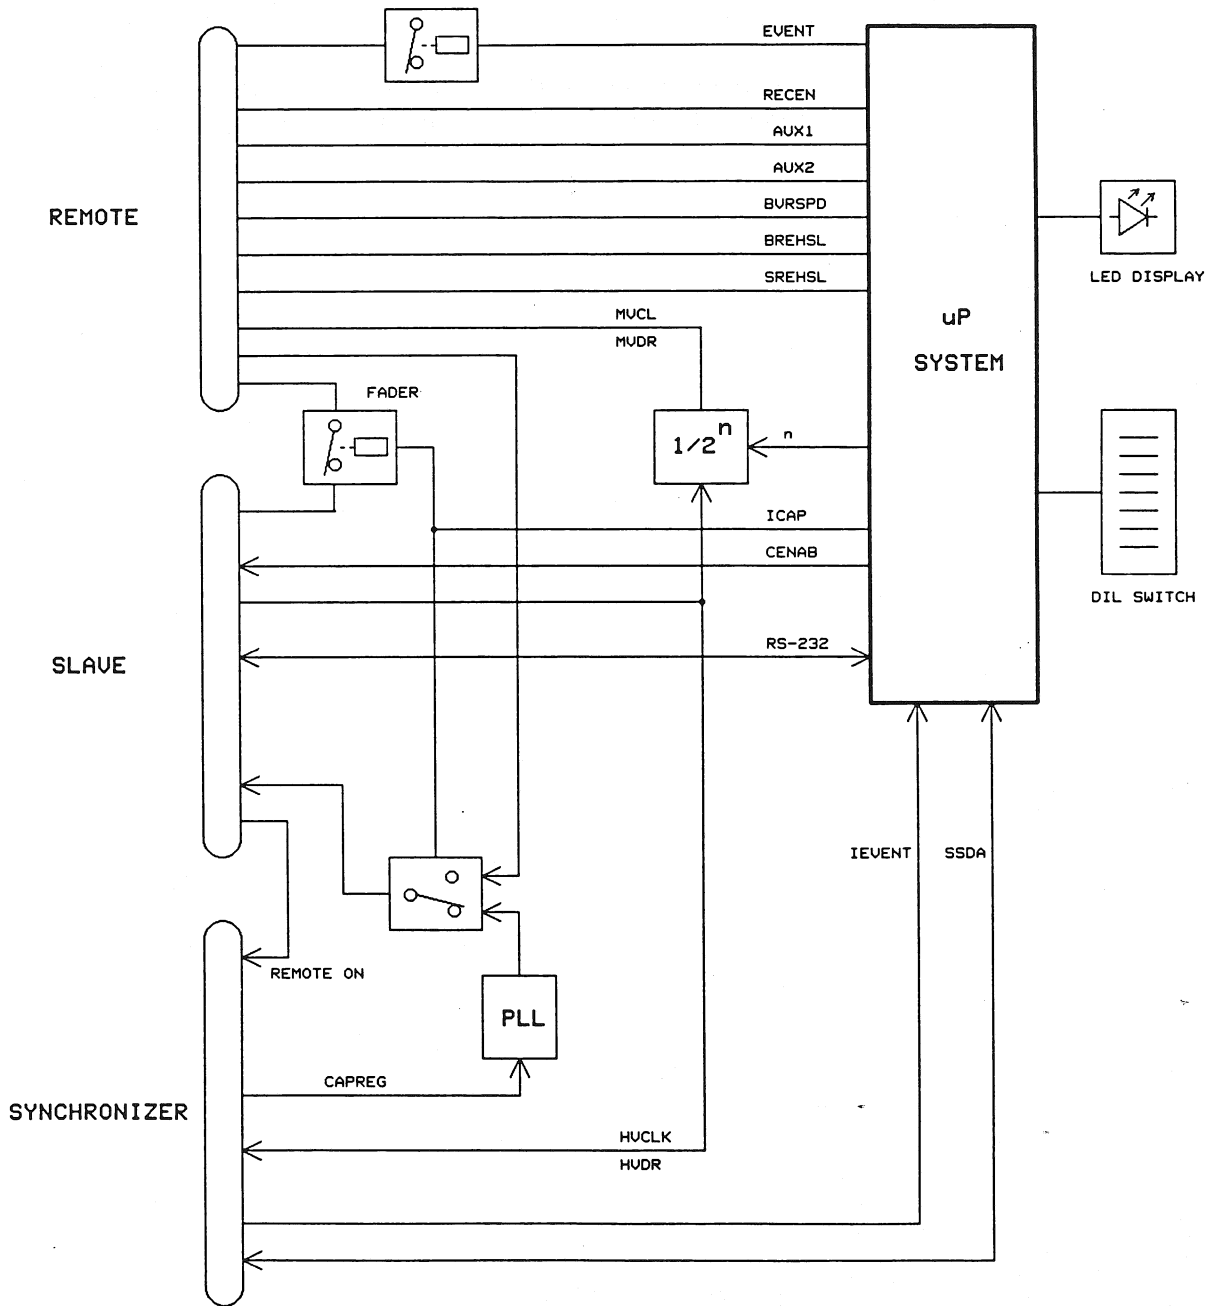 EVENT
RECEN
AUX1
AUX2
BVRSPD
REMOTE
BREHSL
LED DISPLAY
SREHSL
MVCL
MVDR
uP
SYSTEM
FADER
1/2^n
n
ICAP
CENAB
DIL SWITCH
RS-232
SLAVE
IEVENT
SSDA
REMOTE ON
PLL
CAPREG
SYNCHRONIZER
HVCLK
HVDR